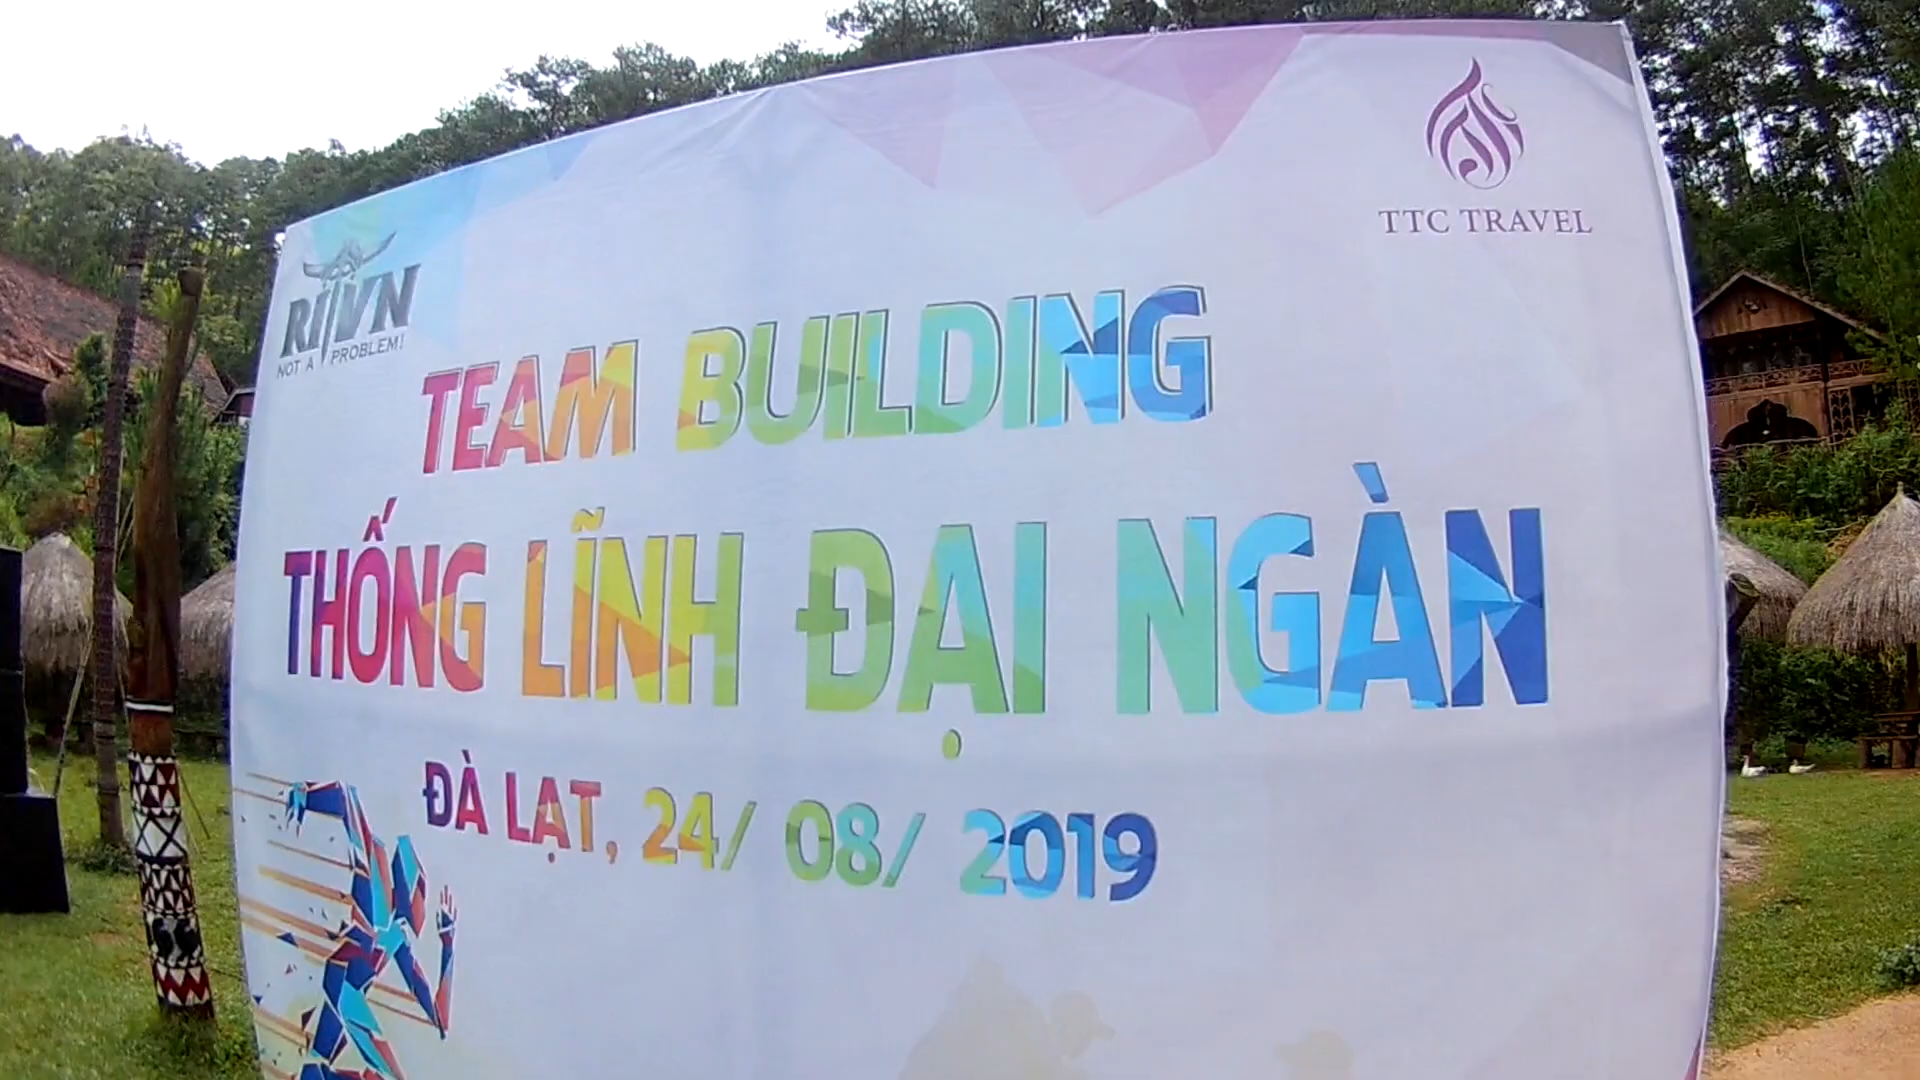 TTC TRAVEL
RIVN
NOT A PROBLEM!
TEAM BUILDING
THỐNG LĨNH ĐẠI NGÀN
ĐÀ LẠT, 24/ 08/ 2019